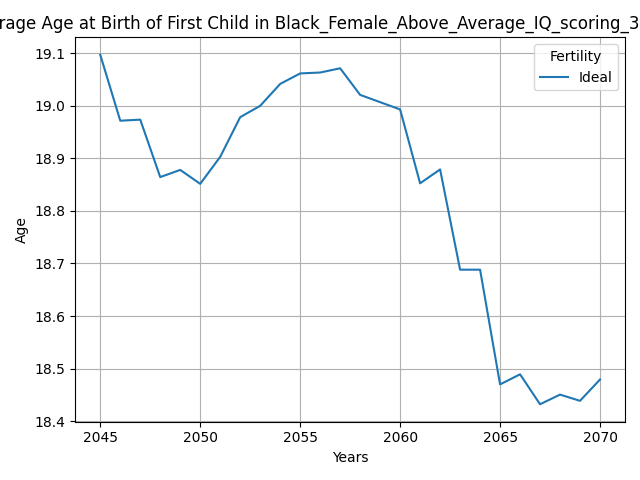 rage Age at Birth of First Child in Black_Female_Above_Average_IQ_scoring_3
Fertility
Ideal
19.1
19.0
18.9
18.8
18.7
18.6
18.5
18.4
Age
2045 2050 2055 2060 2065 2070
Years